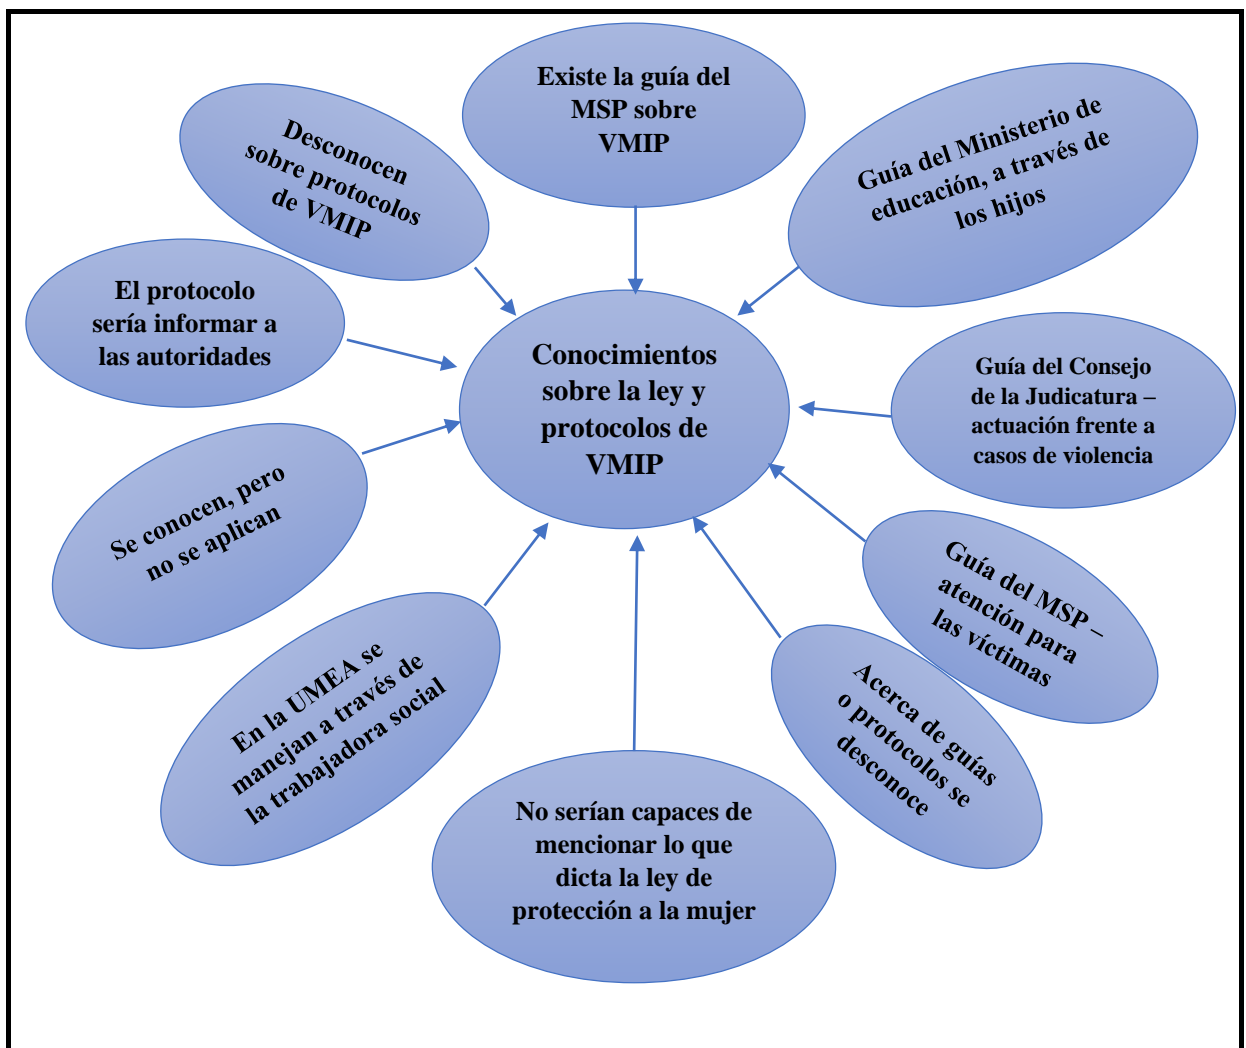 Existe la guía del
MSP sobre
VMIP
Desconocen
sobre protocolos
de VMIP
Guía del Ministerio de
educación, a través de
los hijos
El protocolo
sería informar a
las autoridades
Conocimientos
sobre la ley y
protocolos de
VMIP
Guía del Consejo
de la Judicatura –
actuación frente a
casos de violencia
Se conocen, pero
no se aplican
Guía del MSP –
atención para
las víctimas
En la UMEA se
manejan a través de
la trabajadora social
Acerca de guías
o protocolos se
desconoce
No serían capaces de
mencionar lo que
dicta la ley de
protección a la mujer